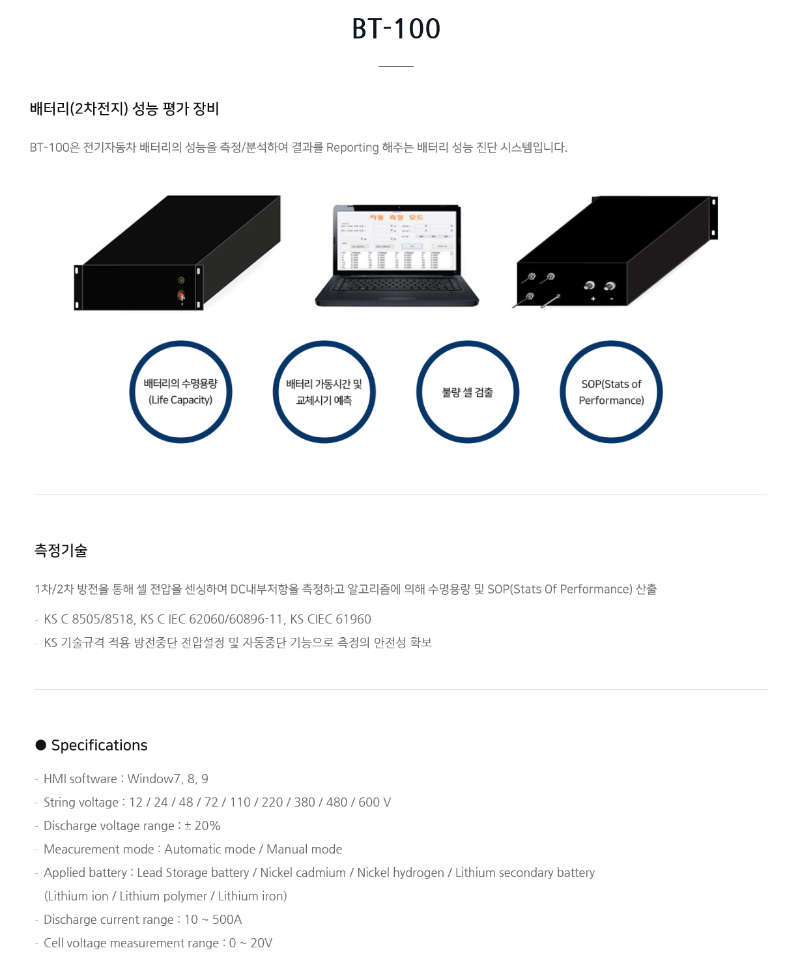 BT-100
배터리(2차전지) 성능 평가 장비
BT-100은 전기자동차 배터리의 성능을 측정/분석하여 결과를 Reporting 해주는 배터리 성능 진단 시스템입니다.
자동 측정 모드
+ -
배터리의 수명용량
(Life Capacity)
배터리 가동시간 및
교체시기 예측
불량 셀 검출
SOP(Stats of
Performance)
측정기술
1차/2차 방전을 통해 셀 전압을 센싱하여 DC내부저항을 측정하고 알고리즘에 의해 수명용량 및 SOP(Stats Of Performance) 산출
- KS C 8505/8518, KS C IEC 62060/60896-11, KS CIEC 61960
- KS 기술규격 적용 방전중단 전압설정 및 자동중단 기능으로 측정의 안전성 확보
● Specifications
- HMI software : Window7, 8, 9
- String voltage : 12 / 24 / 48 / 72 / 110 / 220 / 380 / 480 / 600 V
- Discharge voltage range : ± 20%
- Meacurement mode : Automatic mode / Manual mode
- Applied battery : Lead Storage battery / Nickel cadmium / Nickel hydrogen / Lithium secondary battery
(Lithium ion / Lithium polymer / Lithium iron)
- Discharge current range : 10 ~ 500A
- Cell voltage measurement range : 0 ~ 20V